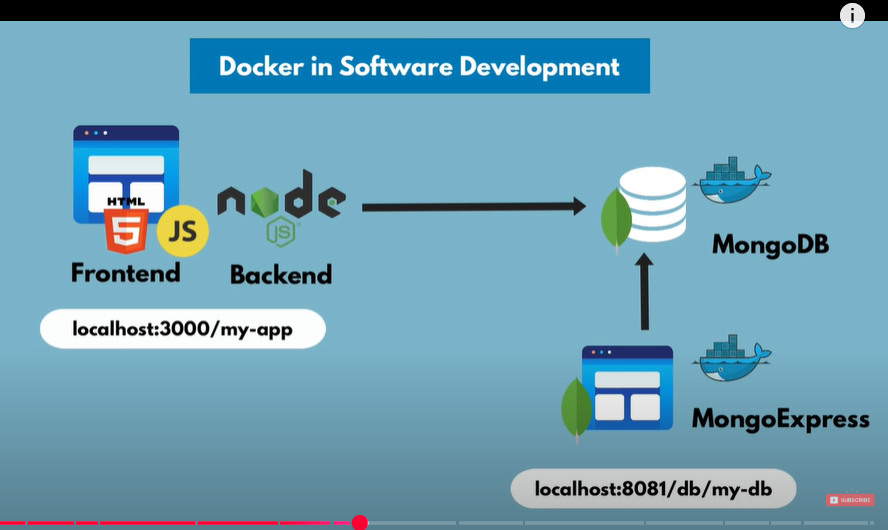 i
Docker in Software Development
HTML
5
JS
node
JS
Frontend
Backend
localhost:3000/my-app
MongoDB
MongoExpress
localhost:8081/db/my-db
SUBSCRIBE